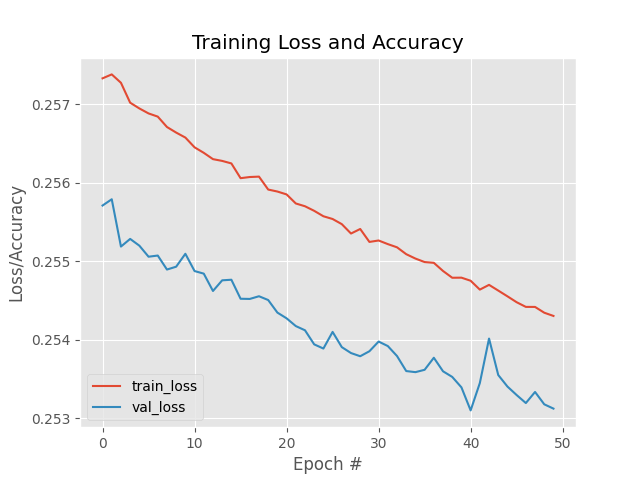 Training Loss and Accuracy
Loss/Accuracy
0.257
0.256
0.255
0.254
0.253
train_loss
val_loss
0 10 20 30 40 50
Epoch #